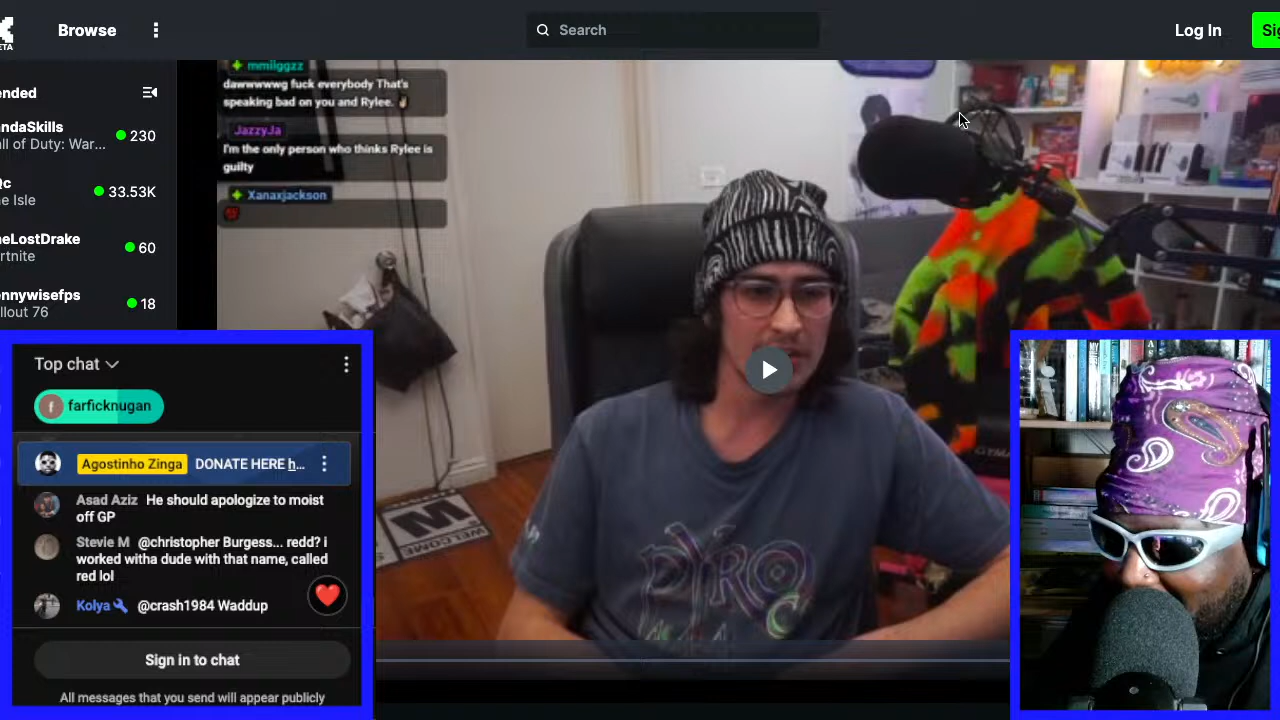 Browse
Search
Log In
ETA
ended
andaSkills
all of Duty: War...
230
33.53K
e Isle
eLostDrake
60
rtnite
ennywisefps
18
llout 76
mmilggzz
dawwwwwg fuck everybody That's
speaking bad on you and Rylee.
JazzyJa
I'm the only person who thinks Rylee is
guilty
Xanaxjackson
WELCOME
Top chat
f farficknugan
Agostinho Zinga DONATE HERE h...
Asad Aziz He should apologize to moist
off GP
Stevie M @christopher Burgess... redd? i
worked witha dude with that name, called
red lol
Kolya @crash1984 Waddup
Sign in to chat
All messages that you send will appear publicly